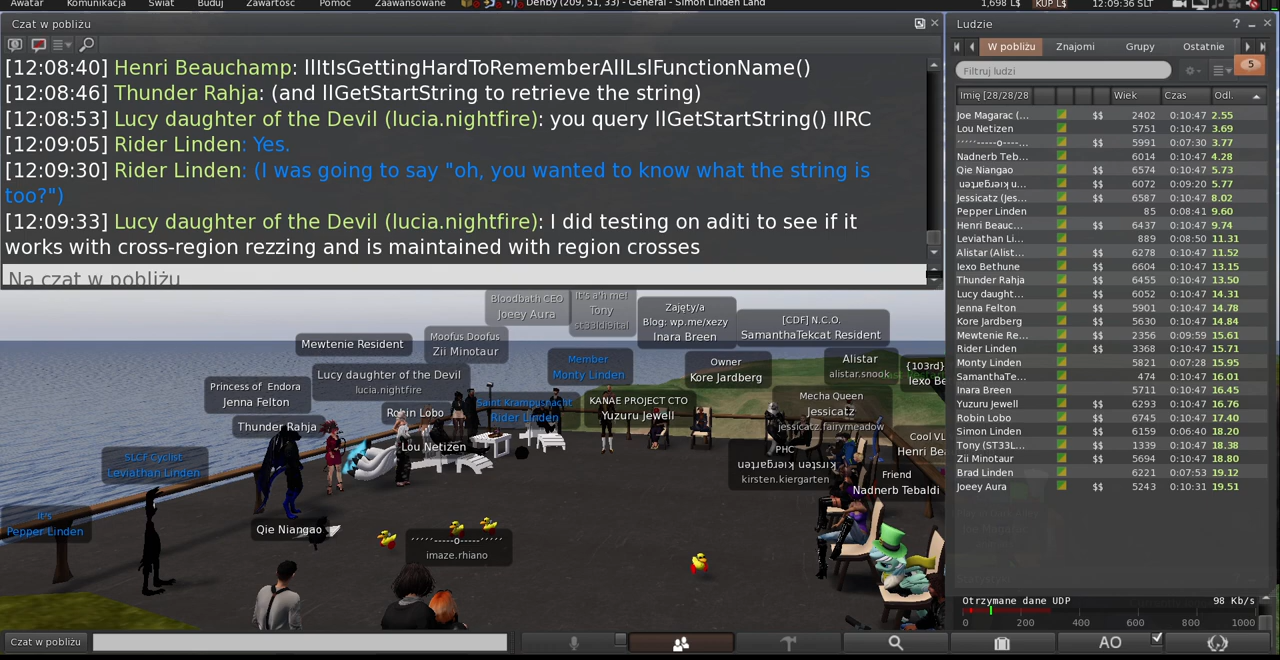 Awatar Komunikacja Świat Buduj Zawartość Pomoc Zaawansowane Denby (209, 51, 33) - General - Simon Linden Land 1,698 L$ KUP L$ 12:09:36 SLT
Czat w pobliżu
[12:08:40] Henri Beauchamp: llItIsGettingHardToRememberAllLslFunctionName()
[12:08:46] Thunder Rahja: (and llGetStartString to retrieve the string)
[12:08:53] Lucy daughter of the Devil (lucia.nightfire): you query llGetStartString() IIRC
[12:09:05] Rider Linden: Yes.
[12:09:30] Rider Linden: (I was going to say "oh, you wanted to know what the string is
too?")
[12:09:33] Lucy daughter of the Devil (lucia.nightfire): I did testing on aditi to see if it
works with cross-region rezzing and is maintained with region crosses
Na czat w pobliżu
Bloodbath CEO
Joeey Aura
It's a'h me!
Tony
st33ldi9ital
Zajęty/a
Blog: wp.me/xezy
Inara Breen
[CDF] N.C.O.
SamanthaTekcat Resident
Mewtenie Resident
Moofus Doofus
Zii Minotaur
Member
Monty Linden
Owner
Kore Jardberg
Alistar
alistar.snook
{103rd}
Iexo Be
Princess of Endora
Jenna Felton
Lucy daughter of the Devil
lucia.nightfire
Robin Lobo
Saint Krampusnacht
Rider Linden
KANAE PROJECT CTO
Yuzuru Jewell
Mecha Queen
Jessicatz
jessicatz.fairymeadow
Thunder Rahja
Lou Netizen
Cool VL
Henri Bea
SLCF Cyclist
Leviathan Linden
PHC
kirsten.kiergarten
Friend
Nadnerb Tebaldi
It's
Pepper Linden
Qie Niangao
´´´´´-----o----´´´´´
imaze.rhiano
Czat w pobliżu
Ludzie
W pobliżu Znajomi Grupy Ostatnie
Filtruj ludzi 5
Imię [28/28/28 Wiek Czas Odl.
Joe Magarac (... $$ 2402 0:10:47 2.55
Lou Netizen 5751 0:10:47 3.69
´´´´´-----o----... $$ 5991 0:07:30 3.77
Nadnerb Teb... 6014 0:10:47 4.28
Qie Niangao $$ 6574 0:10:47 5.73
$$ 6072 0:09:20 5.77
Jessicatz (Jes... $$ 6587 0:10:47 8.02
Pepper Linden 85 0:08:41 9.60
Henri Beauc... $$ 6437 0:10:47 9.74
Leviathan Li... 889 0:08:50 11.31
Alistar (Alist... $$ 6278 0:10:47 11.52
Iexo Bethune $$ 6604 0:10:47 13.15
Thunder Rahja $$ 6455 0:10:47 13.50
Lucy daught... $$ 6052 0:10:47 14.31
Jenna Felton $$ 5901 0:10:47 14.78
Kore Jardberg $$ 5630 0:10:47 14.84
Mewtenie Re... $$ 2356 0:09:59 15.61
Rider Linden $$ 3368 0:10:47 15.71
Monty Linden 5821 0:07:28 15.95
SamanthaTe... $$ 474 0:10:47 16.01
Inara Breen 5711 0:10:47 16.45
Yuzuru Jewell $$ 6293 0:10:47 16.76
Robin Lobo $$ 6745 0:10:47 17.40
Simon Linden $$ 6159 0:06:40 18.20
Tony (ST33L... $$ 1339 0:10:47 18.38
Zii Minotaur $$ 5694 0:10:47 18.80
Brad Linden 6221 0:07:53 19.12
Joeey Aura $$ 5243 0:10:31 19.51
Otrzymane dane UDP 98 Kb/s
0 200 400 600 800 1000
AO